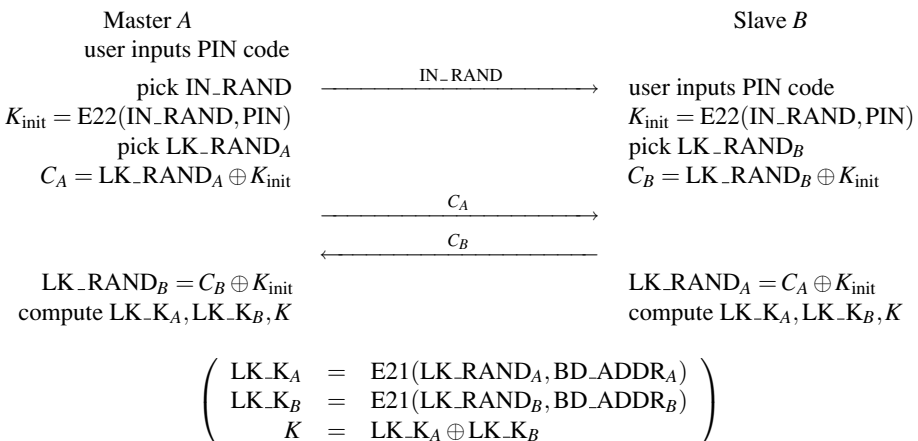 Master A Slave B
user inputs PIN code
pick IN_RAND IN_RAND user inputs PIN code
K_init = E22(IN_RAND, PIN) K_init = E22(IN_RAND, PIN)
pick LK_RAND_A pick LK_RAND_B
C_A = LK_RAND_A ⊕ K_init C_B = LK_RAND_B ⊕ K_init
C_A
C_B
LK_RAND_B = C_B ⊕ K_init LK_RAND_A = C_A ⊕ K_init
compute LK_K_A, LK_K_B, K compute LK_K_A, LK_K_B, K
LK_K_A = E21(LK_RAND_A, BD_ADDR_A)
LK_K_B = E21(LK_RAND_B, BD_ADDR_B)
K = LK_K_A ⊕ LK_K_B